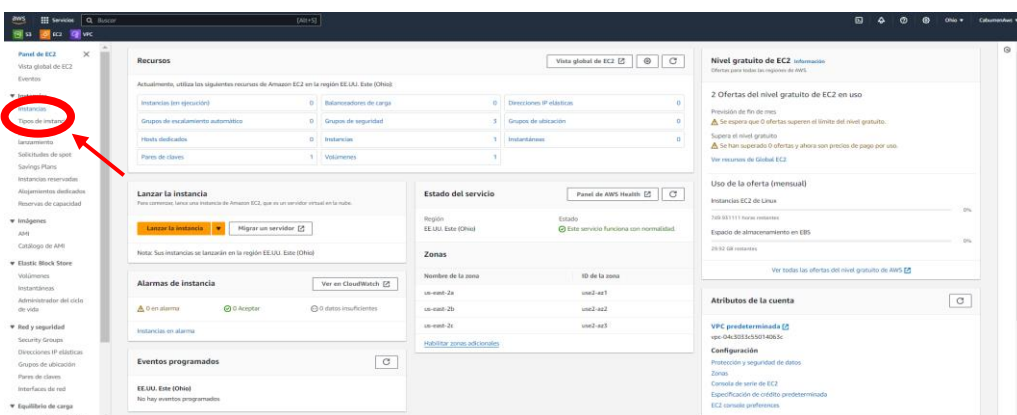 aws
Servicios
Buscar
[Alt+S]
Ohio
S3
EC2
VPC
Panel de EC2
Vista global de EC2
Eventos
Instancias
Instancias
Tipos de
lanzamiento
Solicitudes de spot
Savings Plans
Instancias reservadas
Alojamientos dedicados
Reservas de capacidad
Imágenes
AMI
Catálogo de AMI
Elastic Block Store
Volúmenes
Instantáneas
Administrador del ciclo
de vida
Red y seguridad
Security Groups
Direcciones IP elásticas
Grupos de ubicación
Pares de claves
Interfaces de red
Equilibrio de carga
Recursos
Vista global de EC2
Actualmente, utiliza los siguientes recursos de Amazon EC2 en la región EE.UU. Este (Ohio)
Instancias (en ejecución) 0
Balanceadores de carga 0
Direcciones IP elásticas 0
Grupos de escalamiento automático 0
Grupos de seguridad 3
Grupos de ubicación 0
Hosts dedicados 0
Instancias 1
Instantáneas 0
Pares de claves 1
Volúmenes 1
Lanzar la instancia
Para comenzar, lance una instancia de Amazon EC2, que es un servidor virtual en la nube.
Lanzar la instancia
Migrar un servidor
Nota: Sus instancias se lanzarán en la región EE.UU. Este (Ohio)
Alarmas de instancia
Ver en CloudWatch
0 en alarma
0 Aceptar
0 datos insuficientes
Instancias en alarma
Eventos programados
EE.UU. Este (Ohio)
No hay eventos programados
Estado del servicio
Panel de AWS Health
Región
EE.UU. Este (Ohio)
Estado
Este servicio funciona con normalidad.
Zonas
Nombre de la zona
ID de la zona
us-east-2a
use2-az1
us-east-2b
use2-az2
us-east-2c
use2-az3
Habilitar zonas adicionales
Nivel gratuito de EC2 Información
Ofertas para todas las regiones de AWS.
2 Ofertas del nivel gratuito de EC2 en uso
Previsión de fin de mes
Se espera que 0 ofertas superen el límite del nivel gratuito.
Supera el nivel gratuito
Se han superado 0 ofertas y ahora son precios de pago por uso.
Ver recursos de Global EC2
Uso de la oferta (mensual)
Instancias EC2 de Linux
0%
horas restantes
Espacio de almacenamiento en EBS
0%
GB restantes
Ver todas las ofertas del nivel gratuito de AWS
Atributos de la cuenta
VPC predeterminada
vpc-04c3033c55014063c
Configuración
Protección y seguridad de datos
Zonas
Consola de serie de EC2
Especificación de crédito predeterminada
EC2 console preferences